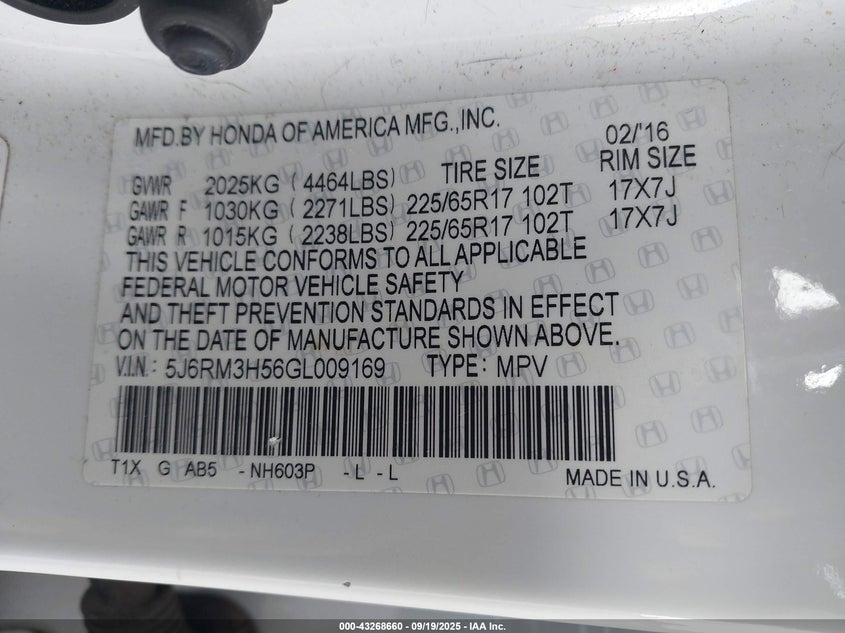 MFD.BY HONDA OF AMERICA MFG.,INC. 02/'16
GVWR 2025KG (4464LBS) TIRE SIZE RIM SIZE
GAWR F 1030KG (2271LBS) 225/65R17 102T 17X7J
GAWR R 1015KG (2238LBS) 225/65R17 102T 17X7J
THIS VEHICLE CONFORMS TO ALL APPLICABLE
FEDERAL MOTOR VEHICLE SAFETY
AND THEFT PREVENTION STANDARDS IN EFFECT
ON THE DATE OF MANUFACTURE SHOWN ABOVE.
V.I.N.: 5J6RM3H56GL009169 TYPE: MPV
T1X G AB5 -NH603P -L -L MADE IN U.S.A.
000-43268660 - 09/19/2025 - IAA Inc.